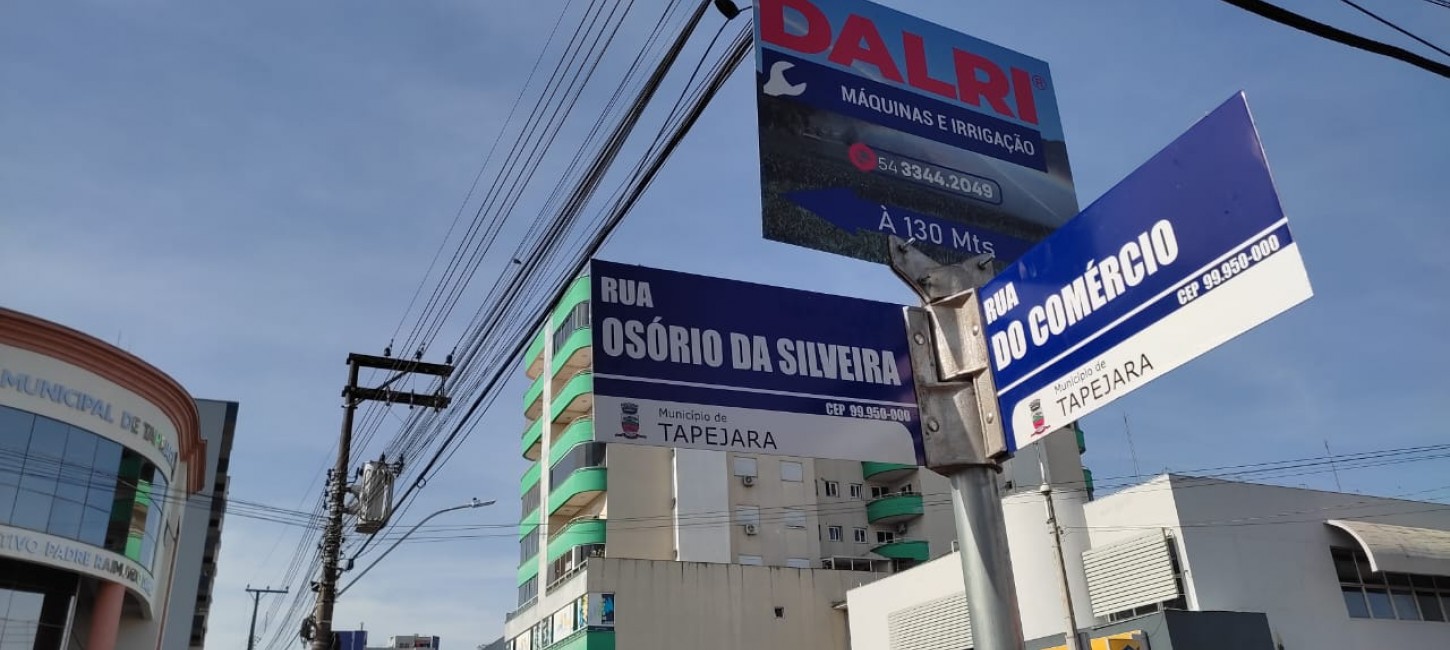 DALRI®
MÁQUINAS E IRRIGAÇÃO
54 3344.2049
À 130 Mts
RUA
OSÓRIO DA SILVEIRA
CEP 99.950-000
Município de
TAPEJARA
RUA
DO COMÉRCIO
CEP 99.950-000
Município de
TAPEJARA
MUNICIPAL DE
PADRE